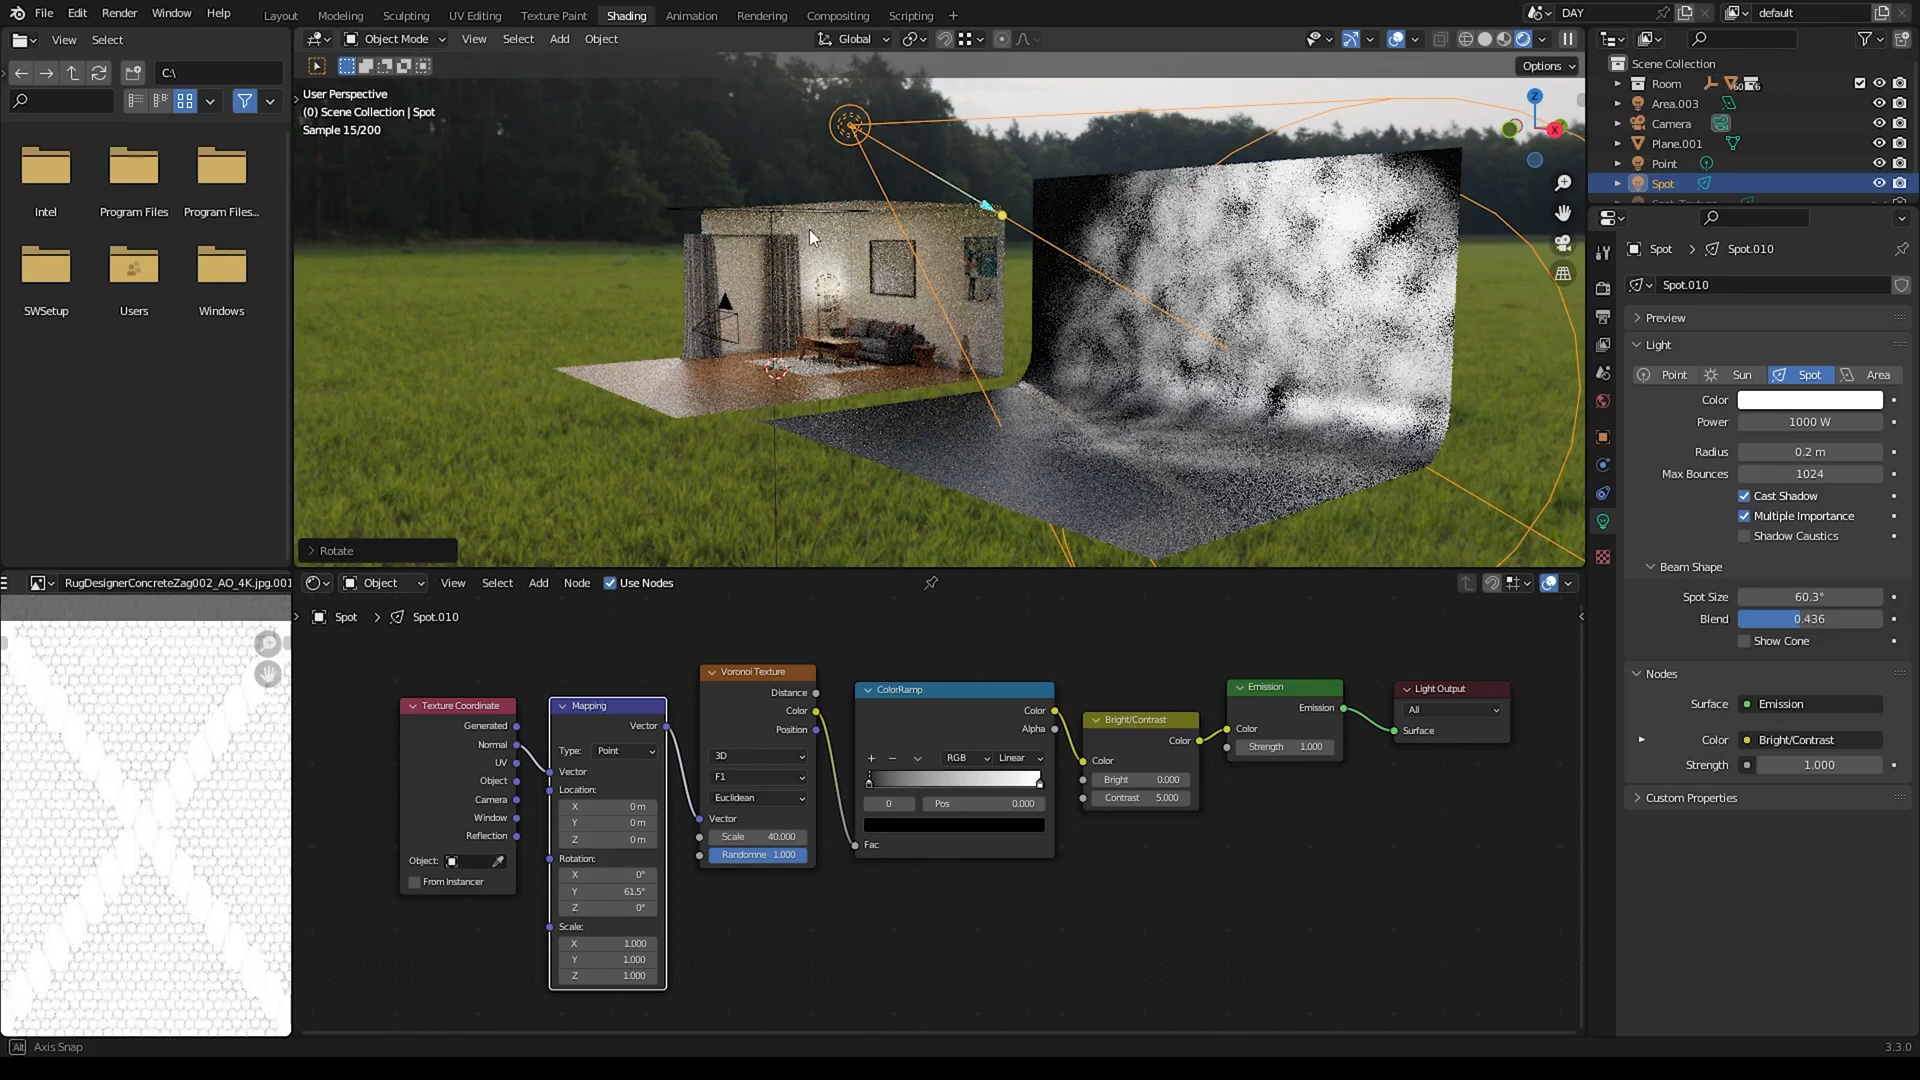 File Edit Render Window Help Layout Modeling Sculpting UV Editing Texture Paint Shading Animation Rendering Compositing Scripting + DAY default
View Select
C:\
Intel Program Files Program Files...
SWSetup Users Windows
Object Mode View Select Add Object Global
Options
User Perspective
(0) Scene Collection | Spot
Sample 15/200
Z
X
Rotate
Scene Collection
Room 60 6
Area.003
Camera
Plane.001
Point
Spot
Spot Spot.010
Spot.010
Preview
Light
Point Sun Spot Area
Color
Power 1000 W
Radius 0.2 m
Max Bounces 1024
Cast Shadow
Multiple Importance
Shadow Caustics
Beam Shape
Spot Size 60.3°
Blend 0.436
Show Cone
Nodes
Surface Emission
Color Bright/Contrast
Strength 1.000
Custom Properties
RugDesignerConcreteZag002_AO_4K.jpg.001
Object View Select Add Node Use Nodes
Spot Spot.010
Texture Coordinate
Generated
Normal
UV
Object
Camera
Window
Reflection
Object:
From Instancer
Mapping
Vector
Type: Point
Vector
Location:
X 0 m
Y 0 m
Z 0 m
Rotation:
X 0°
Y 61.5°
Z 0°
Scale:
X 1.000
Y 1.000
Z 1.000
Voronoi Texture
Distance
Color
Position
3D
F1
Euclidean
Vector
Scale 40.000
Randomne 1.000
ColorRamp
Color
Alpha
+ − RGB Linear
0 Pos 0.000
Fac
Bright/Contrast
Color
Color
Bright 0.000
Contrast 5.000
Emission
Emission
Color
Strength 1.000
Light Output
All
Surface
Alt Axis Snap
3.3.0